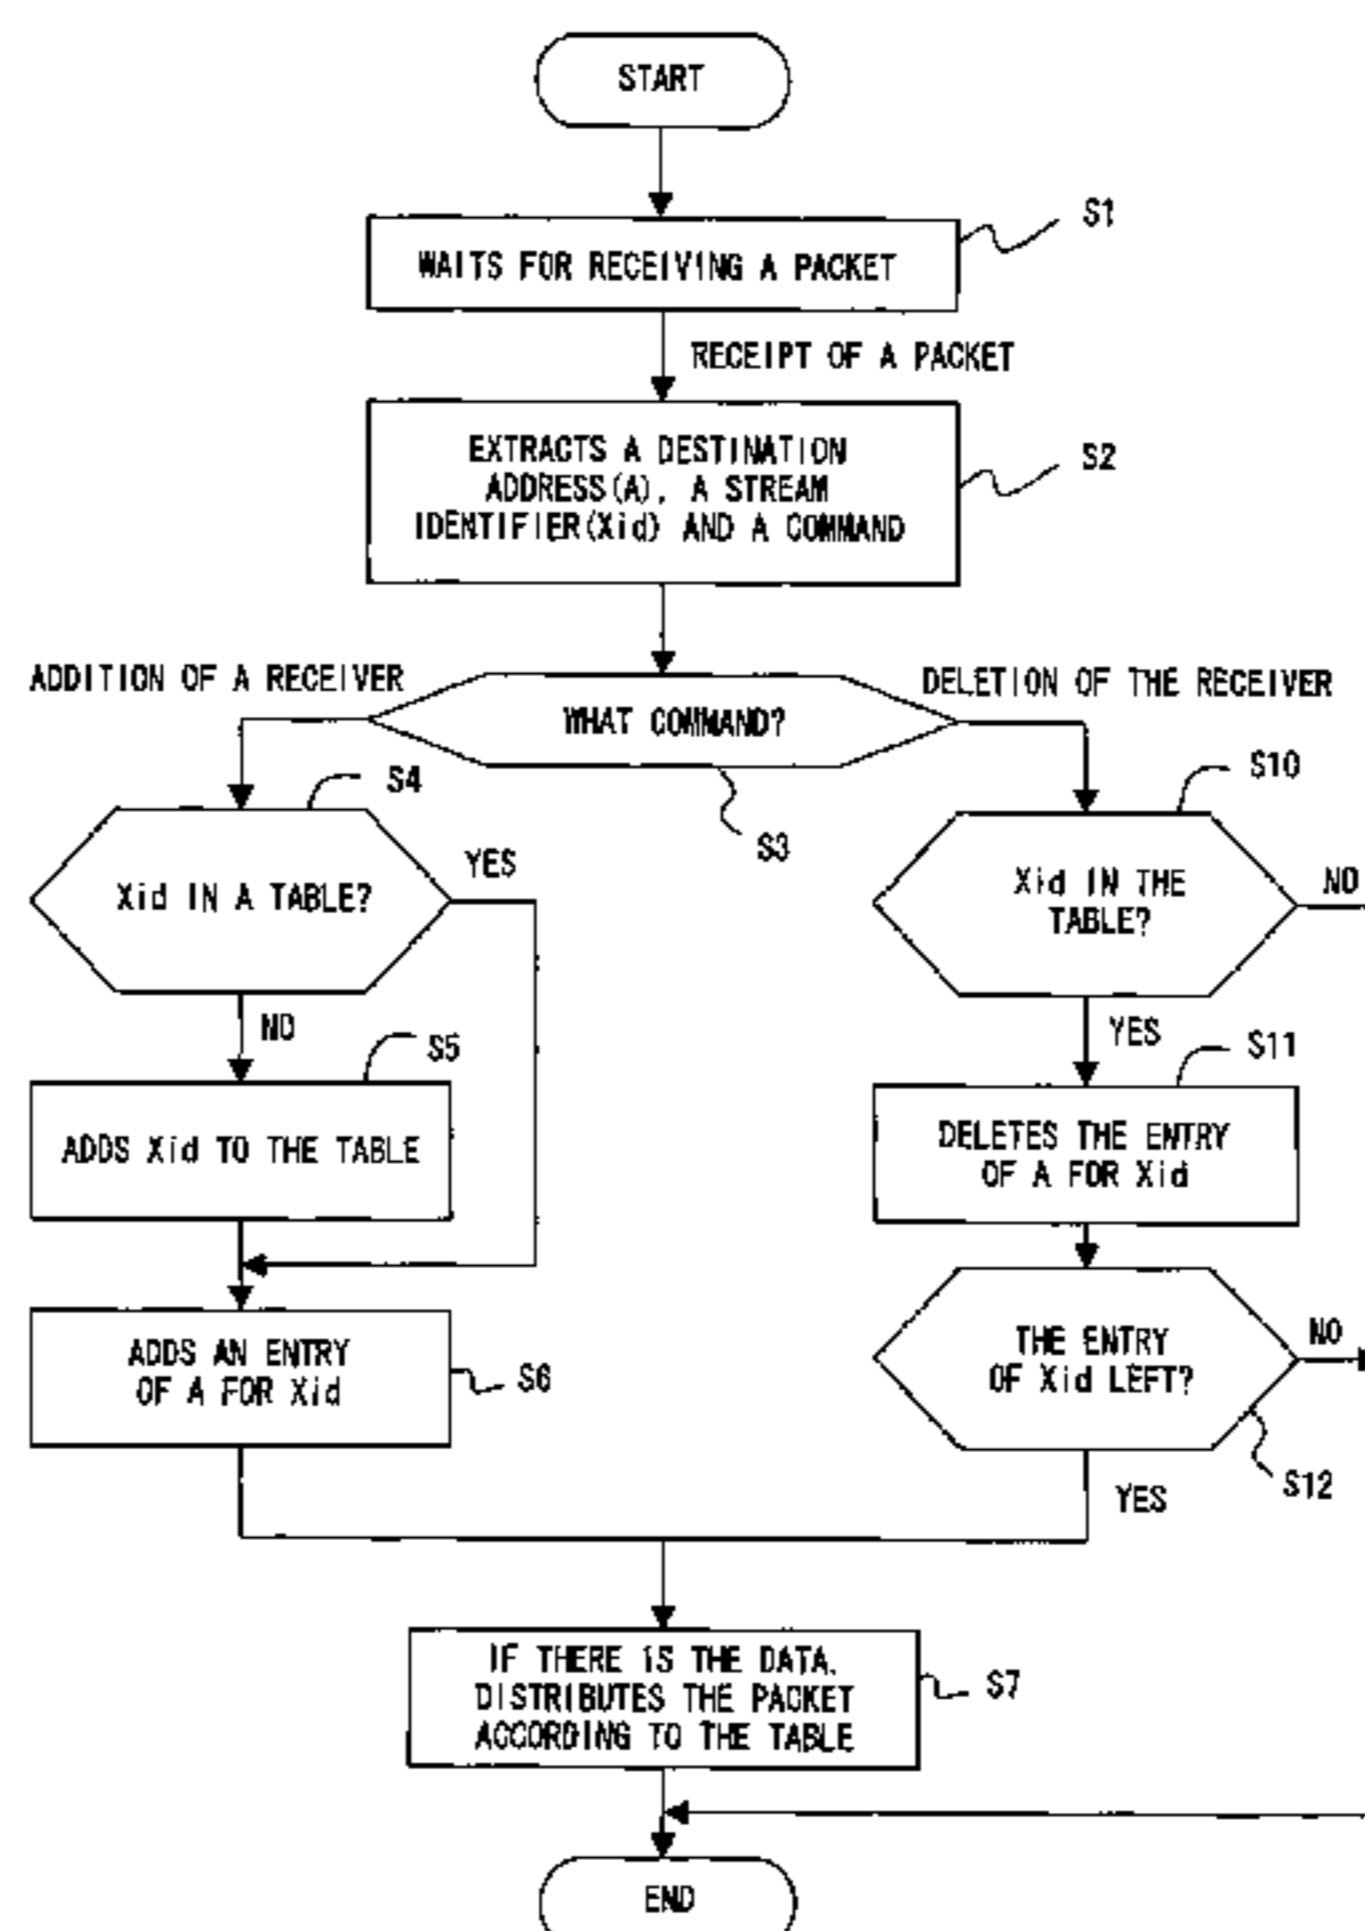 START
S1
WAITS FOR RECEIVING A PACKET
RECEIPT OF A PACKET
EXTRACTS A DESTINATION
ADDRESS(A), A STREAM
IDENTIFIER(Xid) AND A COMMAND
S2
ADDITION OF A RECEIVER
DELETION OF THE RECEIVER
WHAT COMMAND?
S3
S4
Xid IN A TABLE?
YES
NO
S5
ADDS Xid TO THE TABLE
ADDS AN ENTRY
OF A FOR Xid
S6
S10
Xid IN THE
TABLE?
NO
YES
S11
DELETES THE ENTRY
OF A FOR Xid
THE ENTRY
OF Xid LEFT?
NO
S12
YES
IF THERE IS THE DATA,
DISTRIBUTES THE PACKET
ACCORDING TO THE TABLE
S7
END